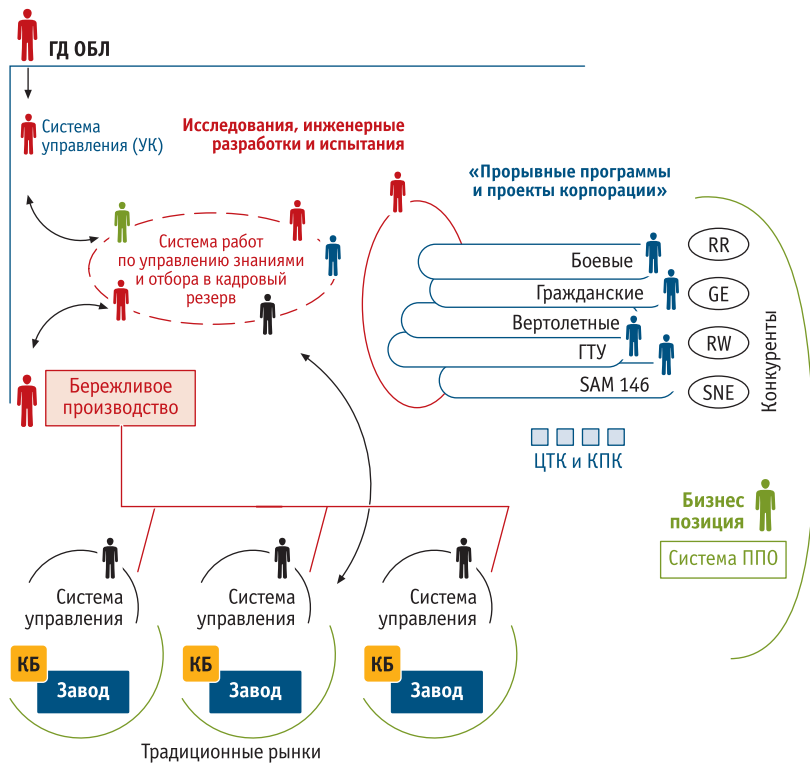 ГД ОБЛ
Система
управления (УК)
Исследования, инженерные
разработки и испытания
«Прорывные программы
и проекты корпорации»
Система работ
по управлению знаниями
и отбора в кадровый
резерв
Боевые
Гражданские
Вертолетные
ГТУ
SAM 146
RR
GE
RW
SNE
Конкуренты
Бережливое
производство
ЦТК и КПК
Бизнес
позиция
Система ППО
Система
управления
КБ
Завод
Система
управления
КБ
Завод
Система
управления
КБ
Завод
Традиционные рынки